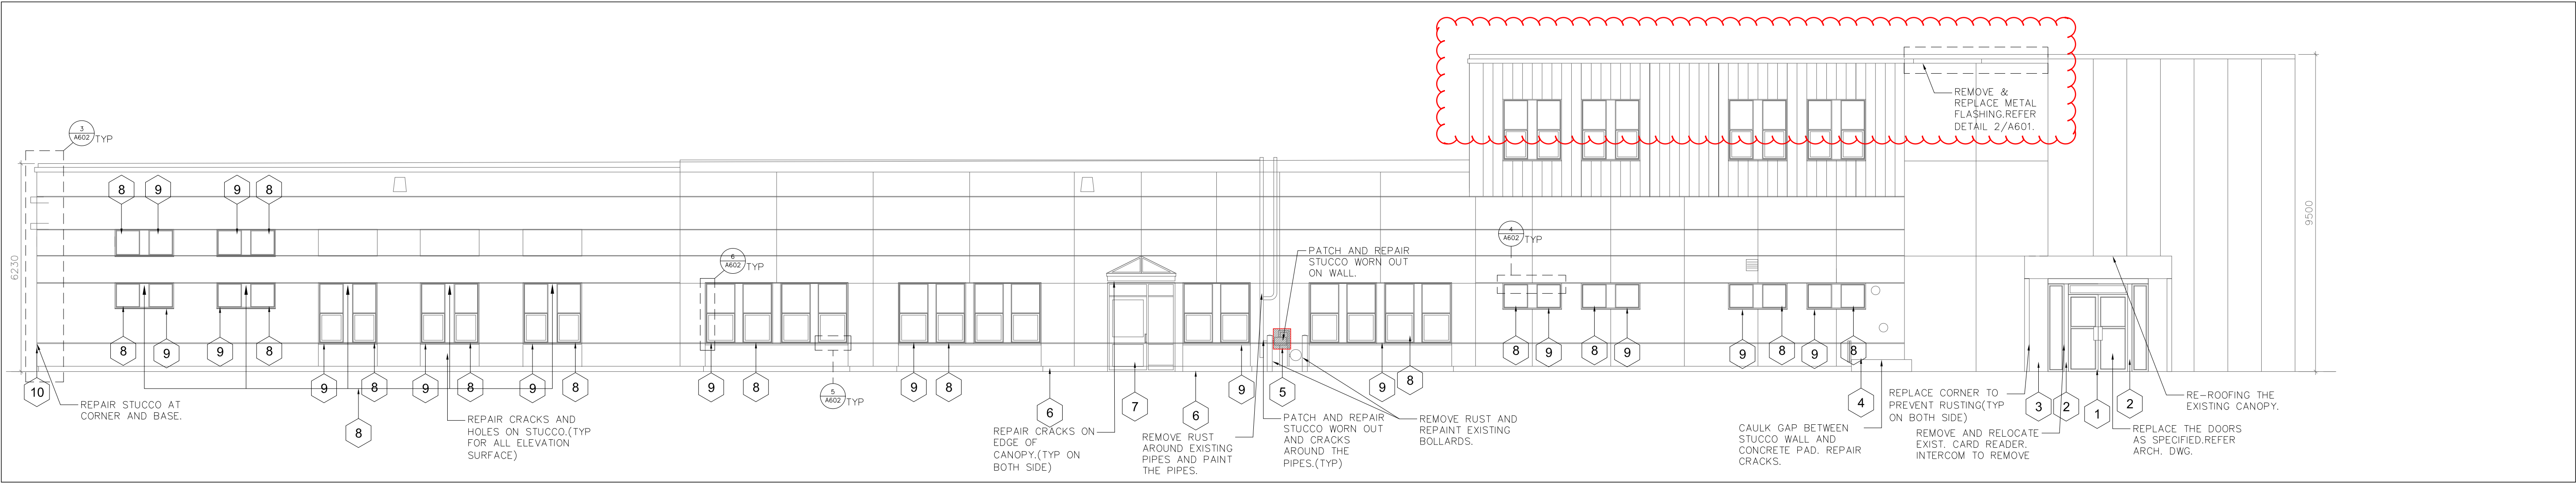 REMOVE &
REPLACE METAL
FLASHING.REFER
DETAIL 2/A601.
3
A602
TYP
8
9
9
8
9500
6230
4
A602
TYP
6
A602
TYP
PATCH AND REPAIR
STUCCO WORN OUT
ON WALL.
8
9
9
8
8
9
8
9
9
8
9
8
10
9
8
9
8
9
8
9
8
5
A602
TYP
9
8
9
5
9
8
REPAIR STUCCO AT
CORNER AND BASE.
8
REPAIR CRACKS AND
HOLES ON STUCCO.(TYP
FOR ALL ELEVATION
SURFACE)
6
7
6
REPAIR CRACKS ON
EDGE OF
CANOPY.(TYP ON
BOTH SIDE)
REMOVE RUST
AROUND EXISTING
PIPES AND PAINT
THE PIPES.
PATCH AND REPAIR
STUCCO WORN OUT
AND CRACKS
AROUND THE
PIPES.(TYP)
REMOVE RUST AND
REPAINT EXISTING
BOLLARDS.
4
CAULK GAP BETWEEN
STUCCO WALL AND
CONCRETE PAD. REPAIR
CRACKS.
REPLACE CORNER TO
PREVENT RUSTING(TYP
ON BOTH SIDE)
REMOVE AND RELOCATE
EXIST. CARD READER.
INTERCOM TO REMOVE
3
2
1
2
RE-ROOFING THE
EXISTING CANOPY.
REPLACE THE DOORS
AS SPECIFIED.REFER
ARCH. DWG.